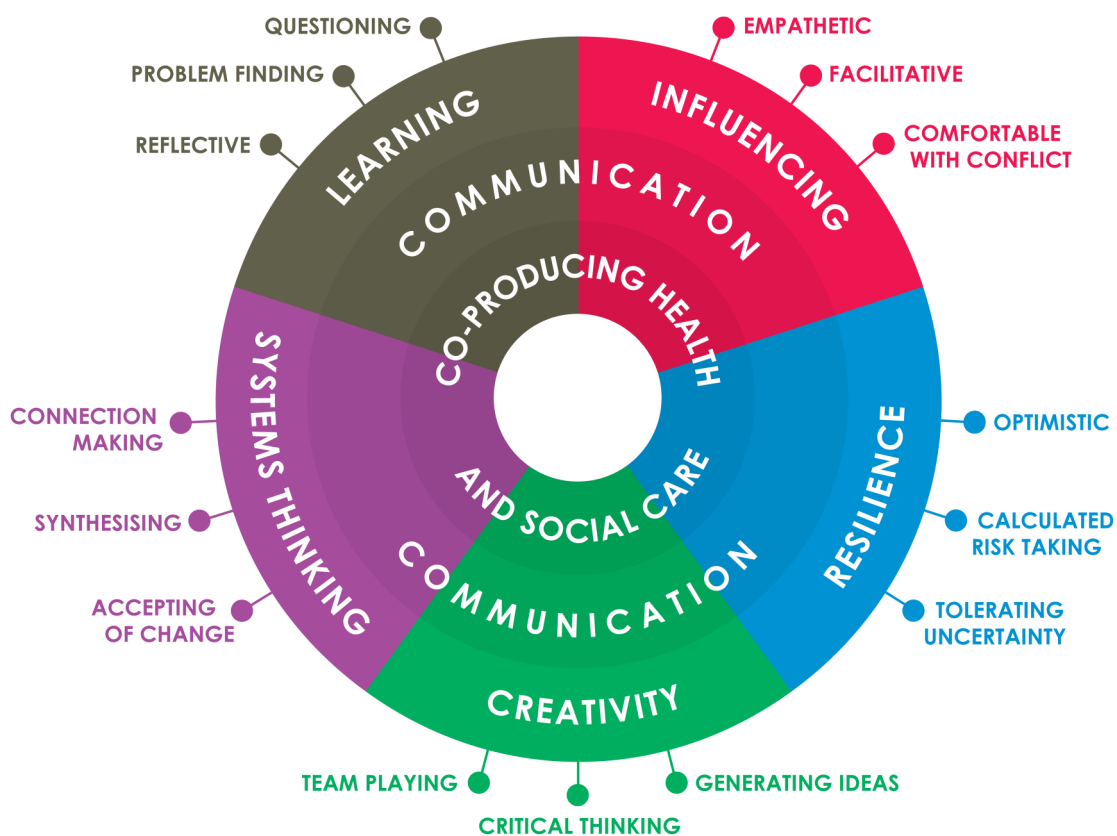 QUESTIONING
PROBLEM FINDING
REFLECTIVE
EMPATHETIC
FACILITATIVE
COMFORTABLE
WITH CONFLICT
LEARNING
INFLUENCING
COMMUNICATION
CO-PRODUCING HEALTH
AND SOCIAL CARE
COMMUNICATION
SYSTEMS THINKING
RESILIENCE
CREATIVITY
CONNECTION
MAKING
SYNTHESISING
ACCEPTING
OF CHANGE
OPTIMISTIC
CALCULATED
RISK TAKING
TOLERATING
UNCERTAINTY
TEAM PLAYING
CRITICAL THINKING
GENERATING IDEAS